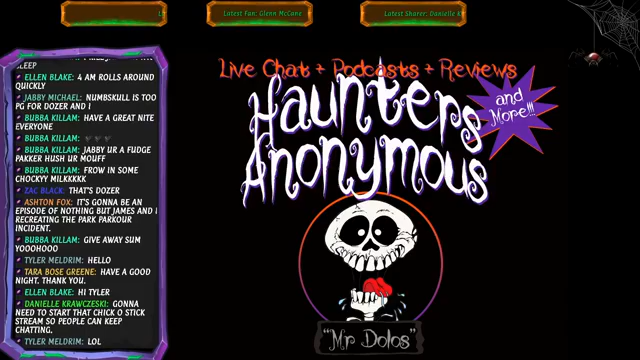 Latest Fan: Glenn McCane
Latest Sharer: Danielle K
SLEEP
ELLEN BLAKE: 4 AM ROLLS AROUND
QUICKLY
JABBY MICHAEL: NUMBSKULL IS TOO
PG FOR DOZER AND I
BUBBA KILLAM: HAVE A GREAT NITE
EVERYONE
BUBBA KILLAM:
BUBBA KILLAM: JABBY UR A FUDGE
PAKKER HUSH UR MOUFF
BUBBA KILLAM: FROW IN SOME
CHOCKYY MILKKKKK
ZAC BLACK: THAT'S DOZER
ASHTON FOX: IT'S GONNA BE AN
EPISODE OF NOTHING BUT JAMES AND I
RECREATING THE PARK PARKOUR
INCIDENT.
BUBBA KILLAM: GIVE AWAY SUM
YOOOHOOO
TYLER MELDRIM: HELLO
TARA BOSE GREENE: HAVE A GOOD
NIGHT. THANK YOU.
ELLEN BLAKE: HI TYLER
DANIELLE KRAWCZESKI: GONNA
NEED TO START THAT CHICK O STICK
STREAM SO PEOPLE CAN KEEP
CHATTING.
TYLER MELDRIM: LOL
Live Chat + Podcasts + Reviews
and
More!!!
Haunters
Anonymous
"Mr Dolos"